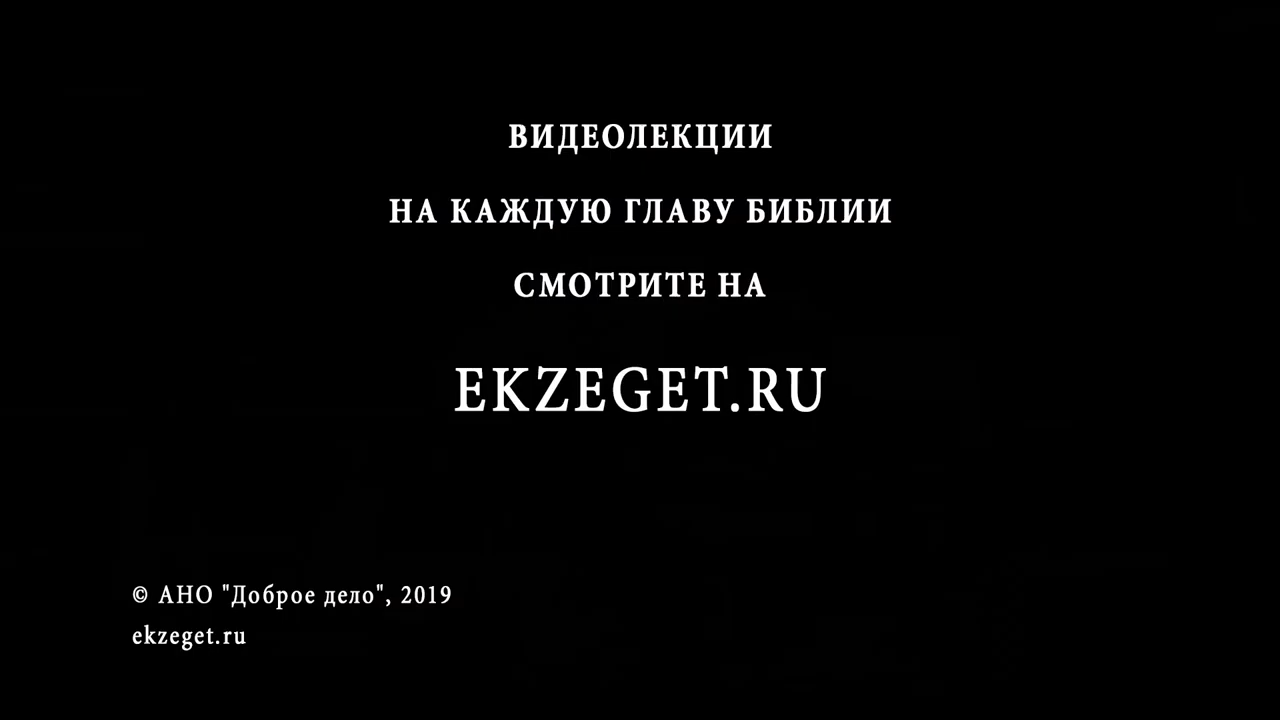 ВИДЕОЛЕКЦИИ
НА КАЖДУЮ ГЛАВУ БИБЛИИ
СМОТРИТЕ НА
EKZEGET.RU
© АНО "Доброе дело", 2019
ekzeget.ru